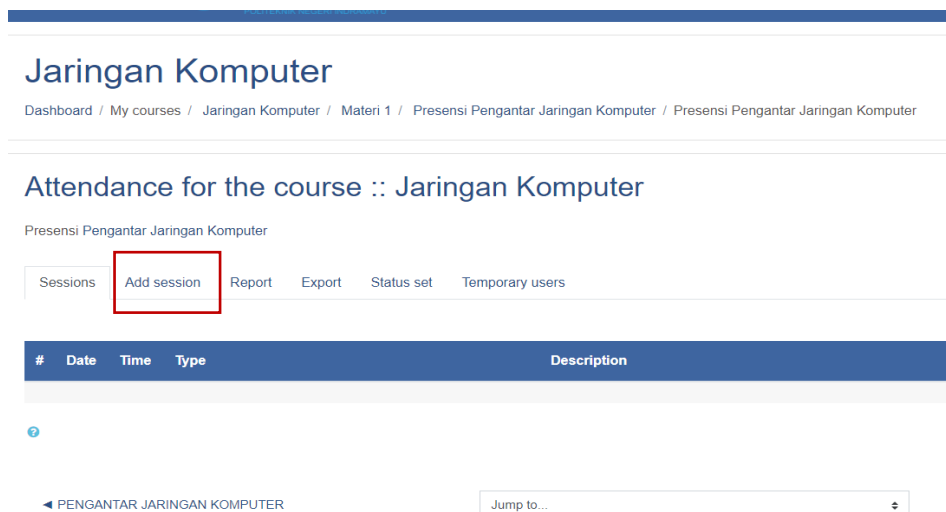 Jaringan Komputer
Dashboard / My courses / Jaringan Komputer / Materi 1 / Presensi Pengantar Jaringan Komputer / Presensi Pengantar Jaringan Komputer
Attendance for the course :: Jaringan Komputer
Presensi Pengantar Jaringan Komputer
Sessions Add session Report Export Status set Temporary users
# Date Time Type Description
?
◄ PENGANTAR JARINGAN KOMPUTER Jump to...